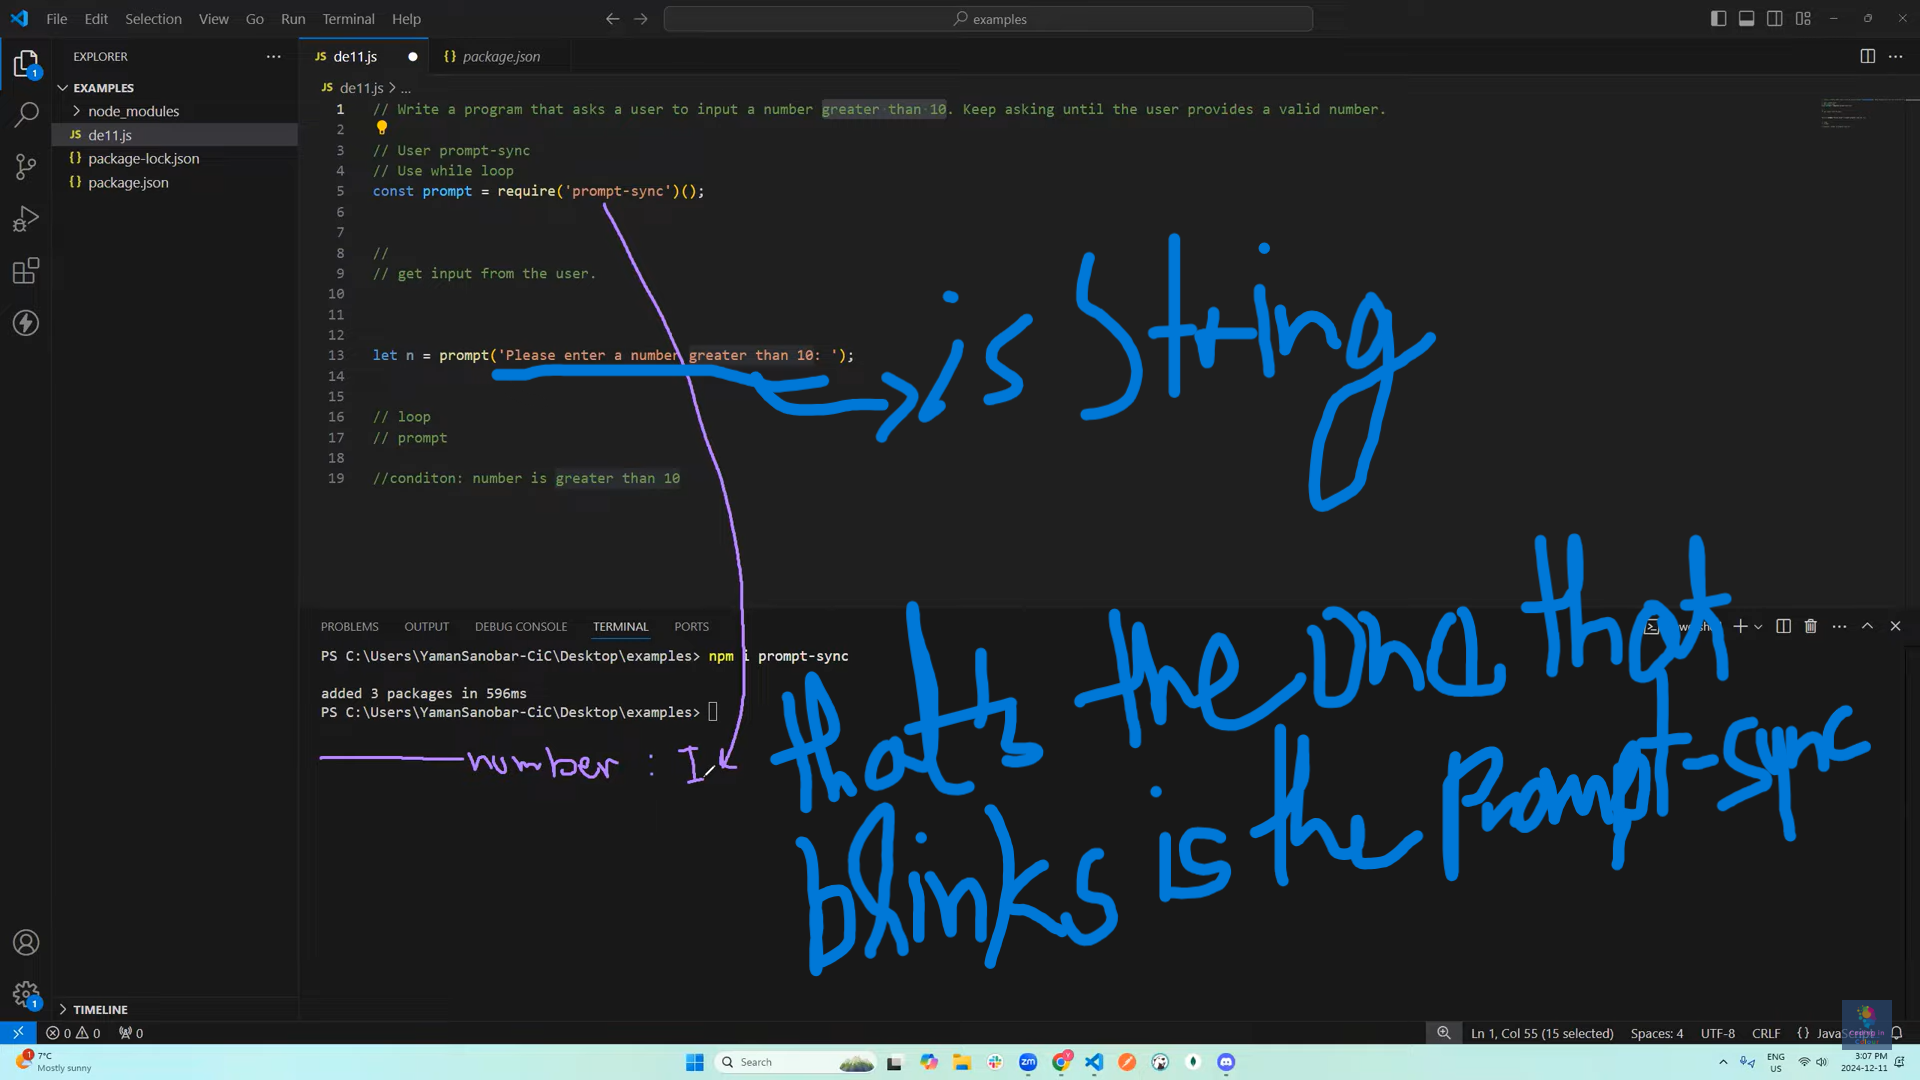 File Edit Selection View Go Run Terminal Help
examples
EXPLORER
JS de11.js
{} package.json
EXAMPLES
node_modules
JS de11.js
{} package-lock.json
{} package.json
JS de11.js > ...
1 // Write a program that asks a user to input a number greater than 10. Keep asking until the user provides a valid number.
2
3 // User prompt-sync
4 // Use while loop
5 const prompt = require('prompt-sync')();
6
7
8 //
9 // get input from the user.
10
11
12
13 let n = prompt('Please enter a number greater than 10: ');
14
15
16 // loop
17 // prompt
18
19 //conditon: number is greater than 10
is String
PROBLEMS OUTPUT DEBUG CONSOLE TERMINAL PORTS
PS C:\Users\YamanSanobar-CiC\Desktop\examples> npm i prompt-sync
added 3 packages in 596ms
PS C:\Users\YamanSanobar-CiC\Desktop\examples>
number : I
that's the one that
blinks is the prompt-sync
TIMELINE
0 0 0
Ln 1, Col 55 (15 selected) Spaces: 4 UTF-8 CRLF {} JavaScript
7°C
Mostly sunny
Search
ENG
US
3:07 PM
2024-12-11